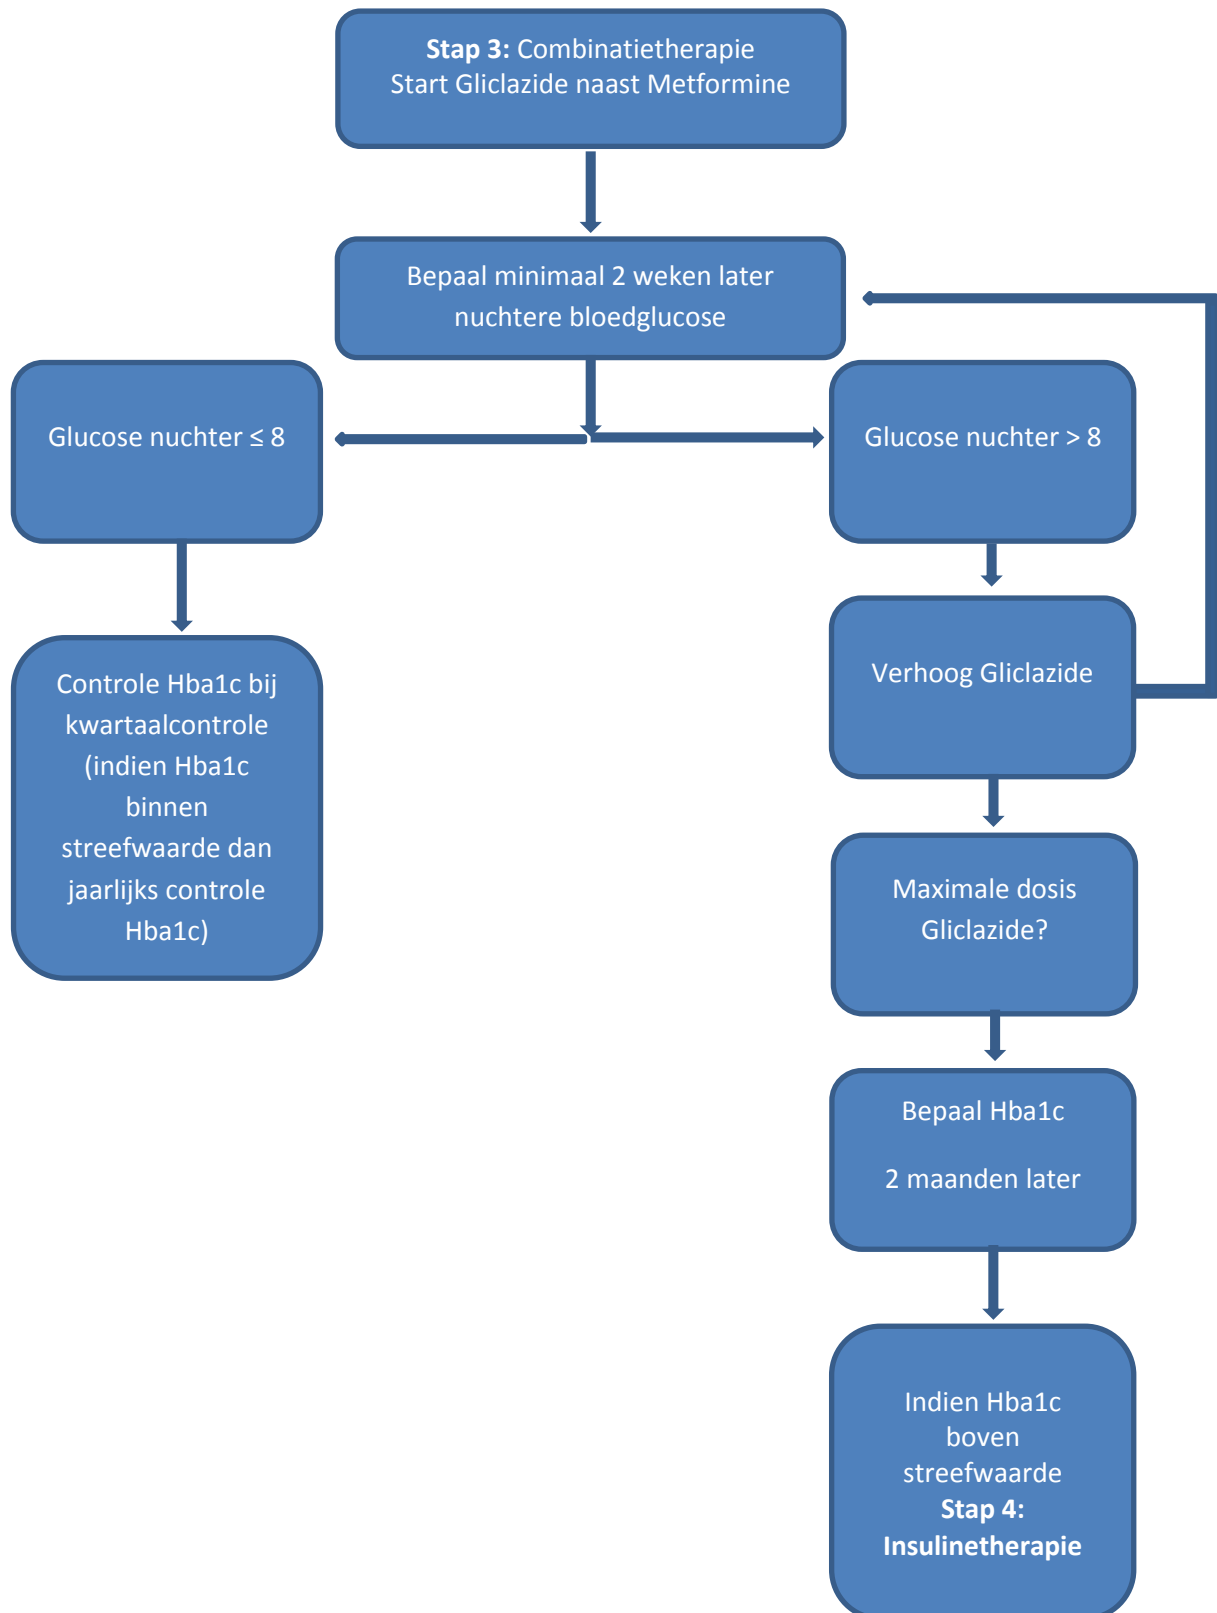 Stap 3: Combinatietherapie
Start Gliclazide naast Metformine
Bepaal minimaal 2 weken later
nuchtere bloedglucose
Glucose nuchter ≤ 8
Glucose nuchter > 8
Controle Hba1c bij
kwartaalcontrole
(indien Hba1c
binnen
streefwaarde dan
jaarlijks controle
Hba1c)
Verhoog Gliclazide
Maximale dosis
Gliclazide?
Bepaal Hba1c
2 maanden later
Indien Hba1c
boven
streefwaarde
Stap 4:
Insulinetherapie